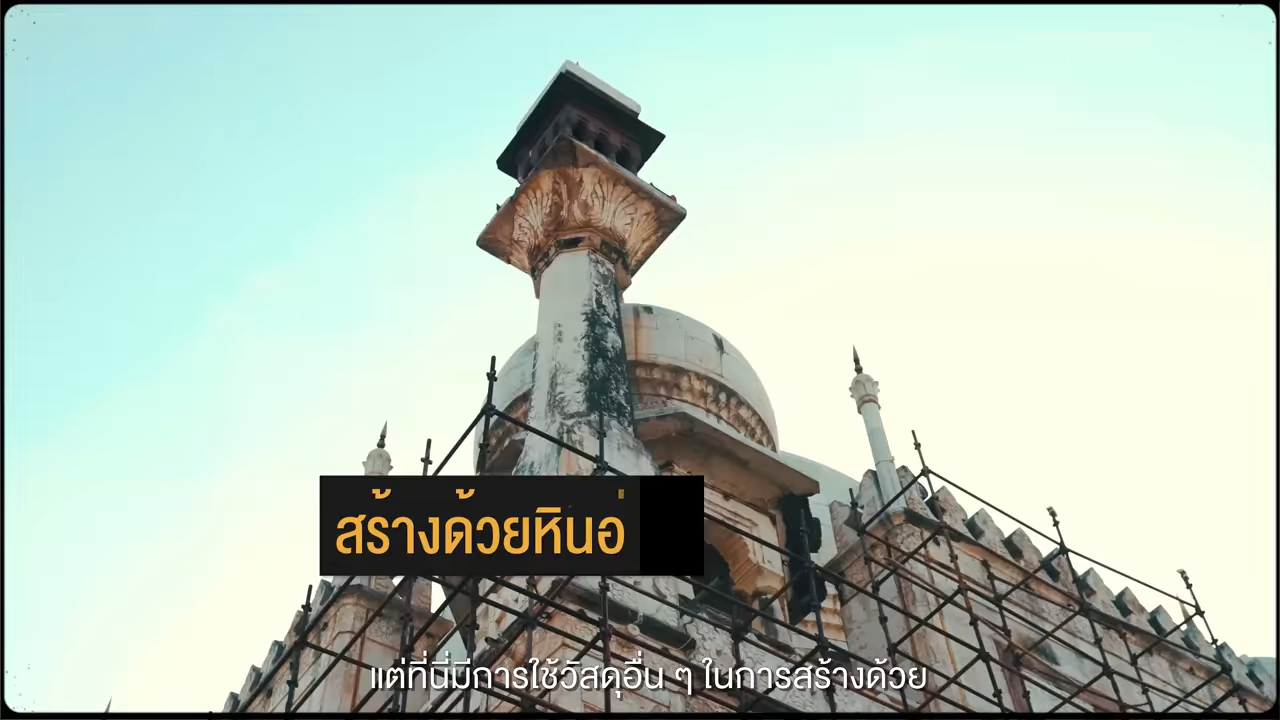 สร้างด้วยหินอ่
แต่ที่นี่มีการใช้วัสดุอื่น ๆ ในการสร้างด้วย